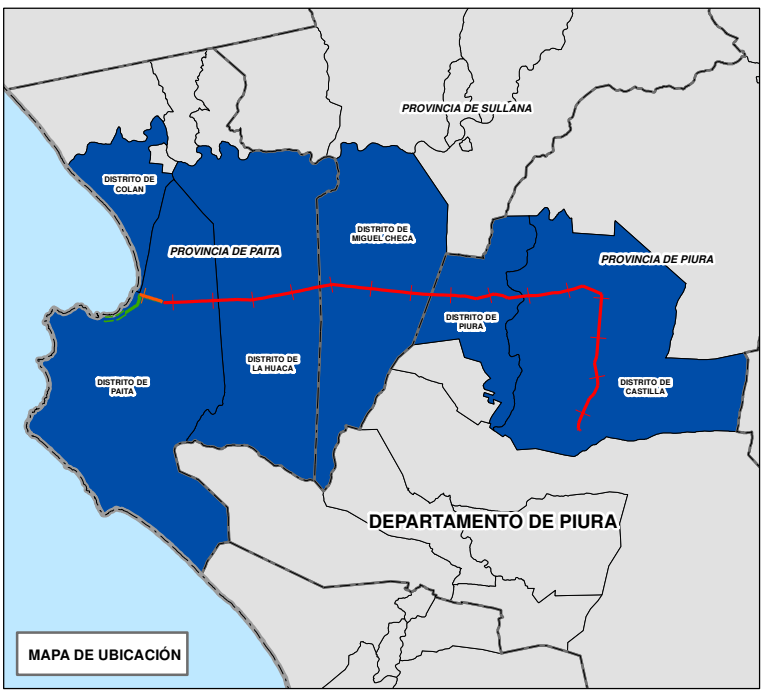 PROVINCIA DE SULLANA
DISTRITO DE
COLAN
DISTRITO DE
MIGUEL CHECA
PROVINCIA DE PAITA
PROVINCIA DE PIURA
DISTRITO DE
PIURA
DISTRITO DE
LA HUACA
DISTRITO DE
PAITA
DISTRITO DE
CASTILLA
DEPARTAMENTO DE PIURA
MAPA DE UBICACIÓN